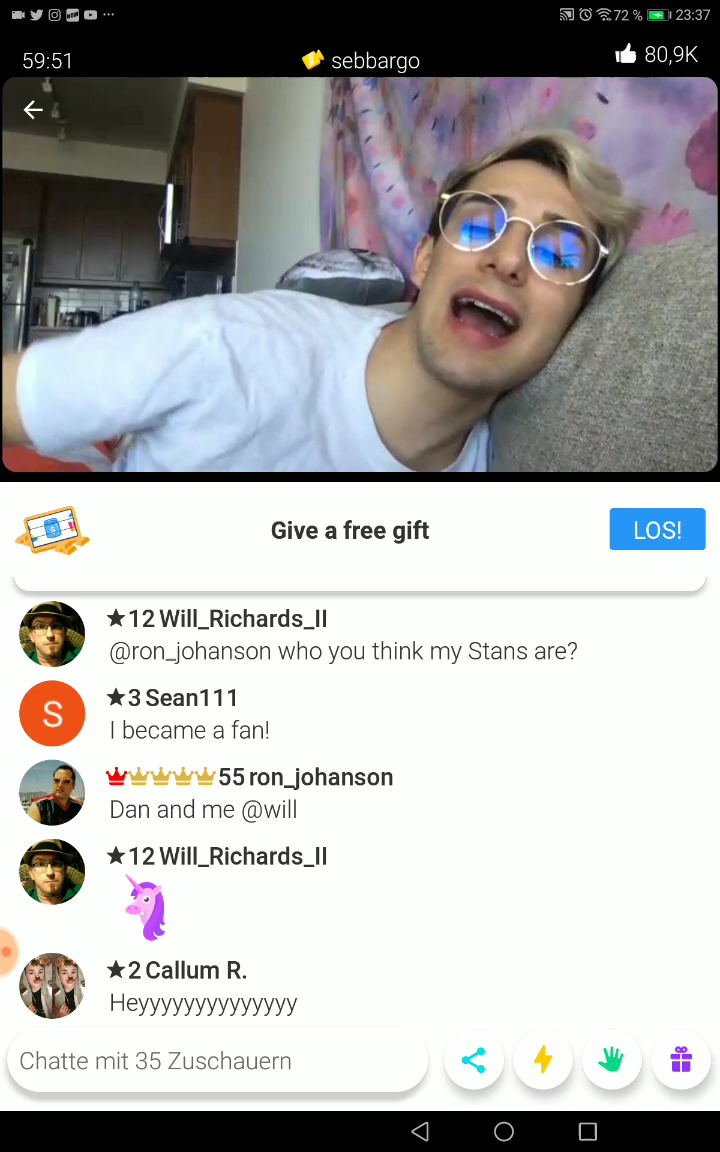 72 % 23:37
59:51 sebbargo 80,9K
Give a free gift LOS!
★12 Will_Richards_II
@ron_johanson who you think my Stans are?
S ★3 Sean111
I became a fan!
55 ron_johanson
Dan and me @will
★12 Will_Richards_II
★2 Callum R.
Heyyyyyyyyyyyyyy
Chatte mit 35 Zuschauern